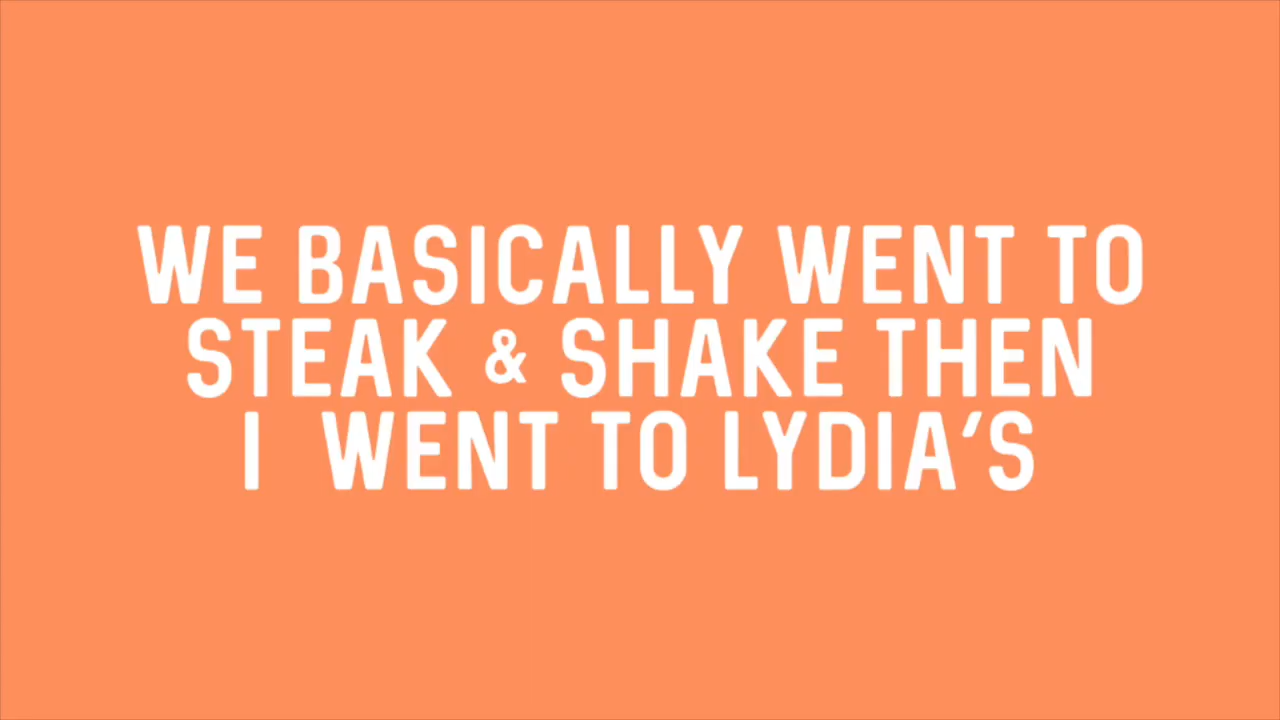 WE BASICALLY WENT TO
STEAK & SHAKE THEN
I WENT TO LYDIA'S